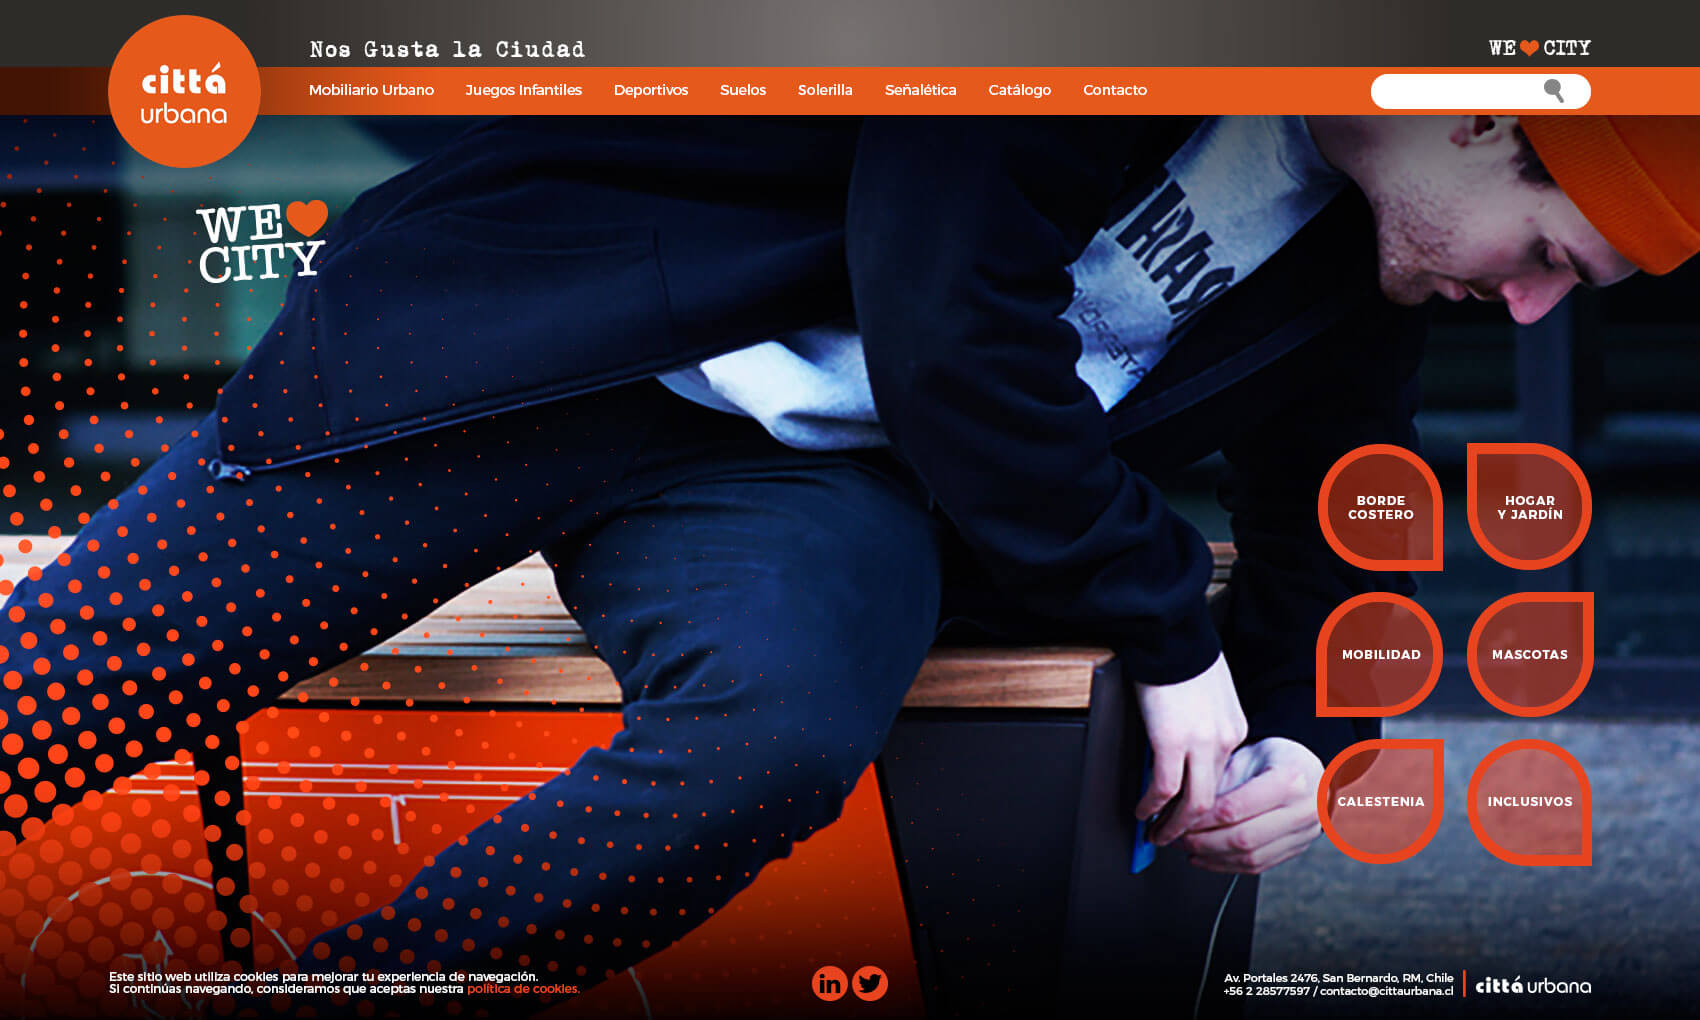 Nos Gusta la Ciudad
WE CITY
cittá
urbana
Mobiliario Urbano
Juegos Infantiles
Deportivos
Suelos
Solerilla
Señalética
Catálogo
Contacto
WE
CITY
BORDE
COSTERO
HOGAR
Y JARDÍN
MOBILIDAD
MASCOTAS
CALESTENIA
INCLUSIVOS
Este sitio web utiliza cookies para mejorar tu experiencia de navegación.
Si continúas navegando, consideramos que aceptas nuestra política de cookies.
in
Av. Portales 2476, San Bernardo, RM, Chile
+56 2 28577597 / contacto@cittaurbana.cl
cittá urbana